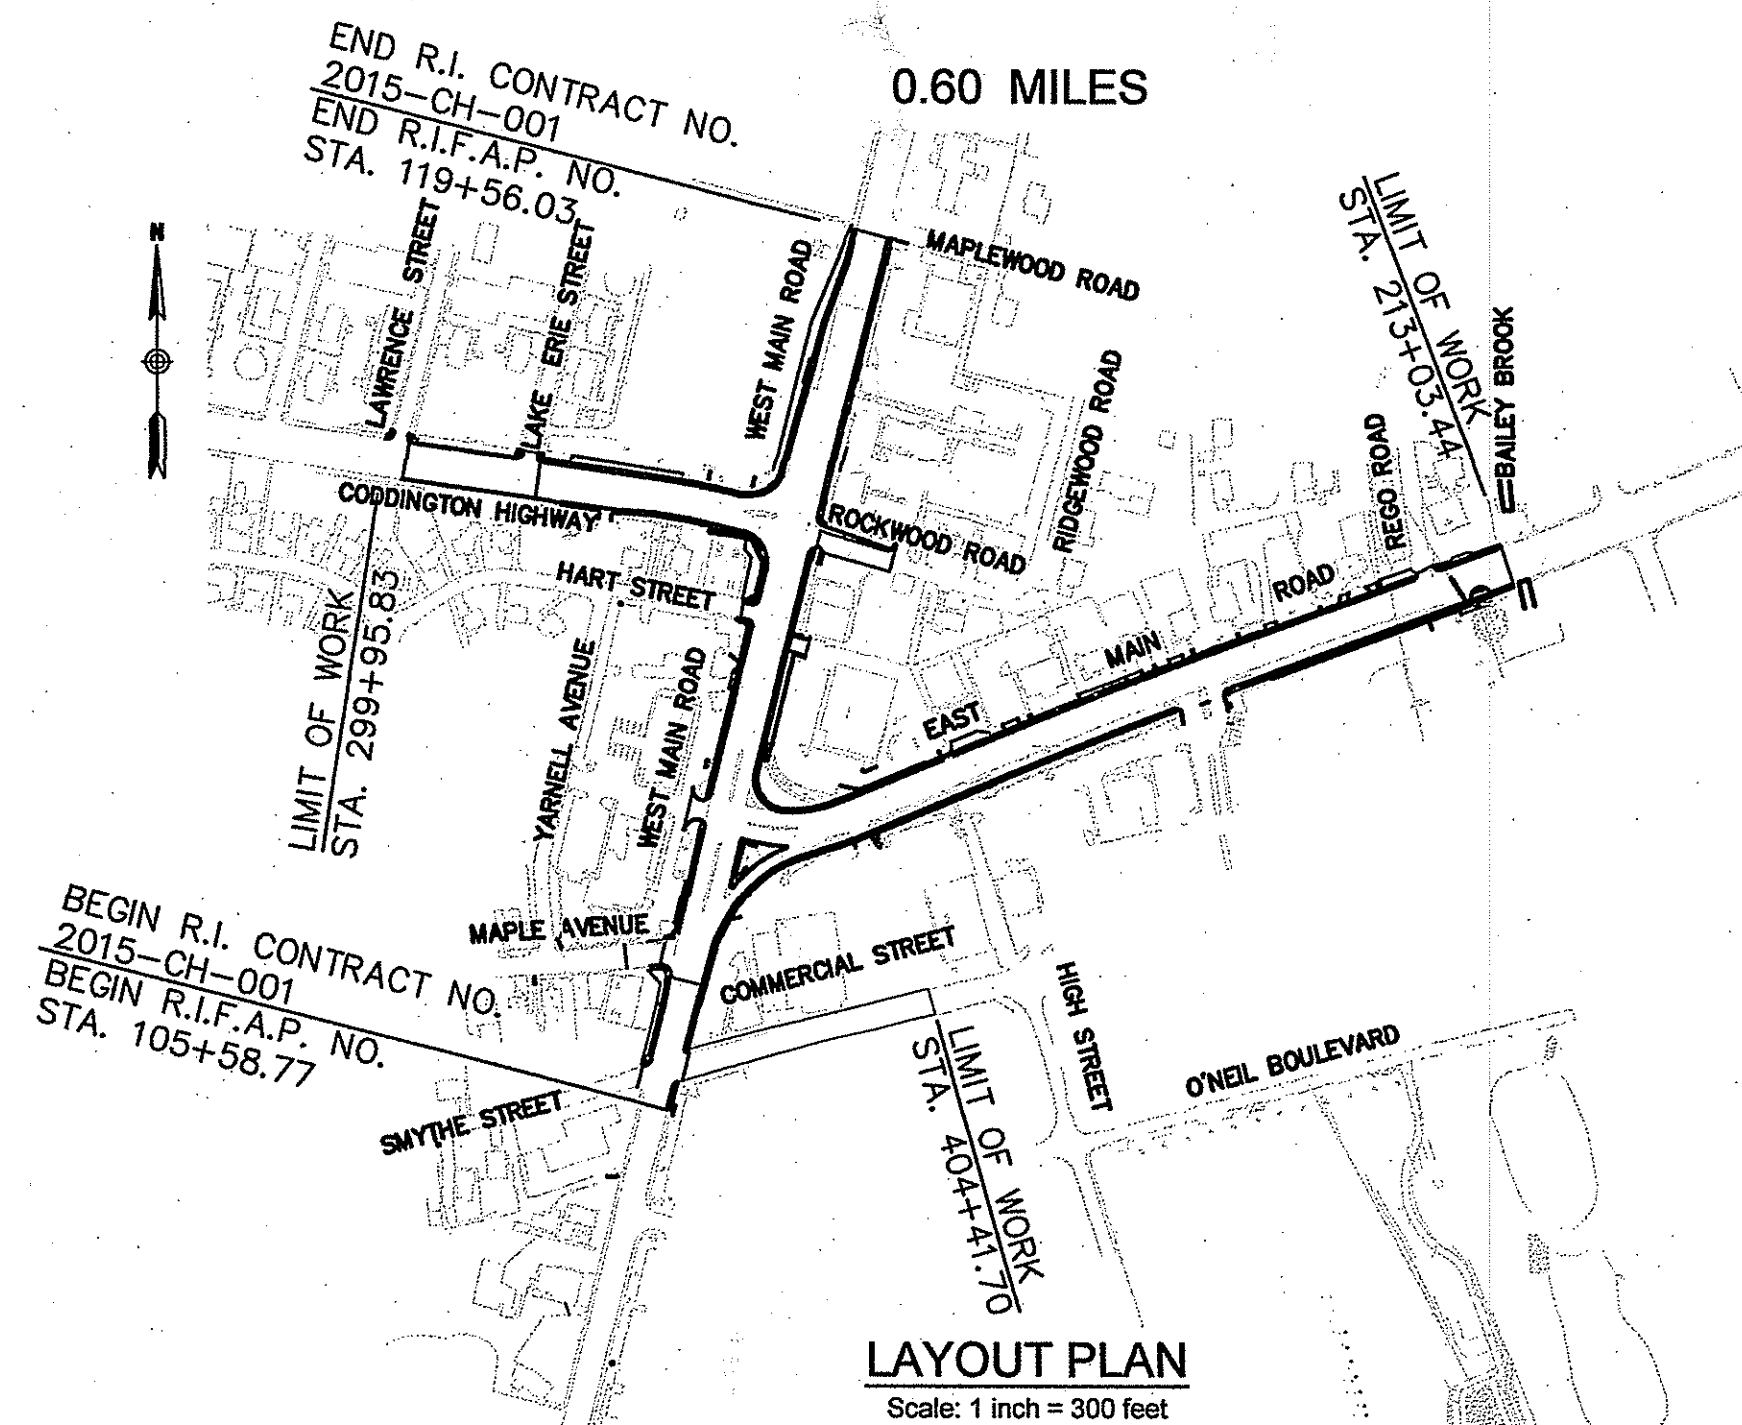 END R.I. CONTRACT NO.
2015-CH-001
END R.I.F.A.P. NO.
STA. 119+56.03
0.60 MILES
N
LAWRENCE STREET
LAKE ERIE STREET
WEST MAIN ROAD
MAPLEWOOD ROAD
LIMIT OF WORK
STA. 213+03.44
BAILEY BROOK
RIDGEWOOD ROAD
REGO ROAD
CODDINGTON HIGHWAY
ROCKWOOD ROAD
HART STREET
LIMIT OF WORK
STA. 299+95.83
YARNELL AVENUE
WEST MAIN ROAD
EAST MAIN ROAD
BEGIN R.I. CONTRACT NO.
2015-CH-001
BEGIN R.I.F.A.P. NO.
STA. 105+58.77
MAPLE AVENUE
COMMERCIAL STREET
HIGH STREET
O'NEIL BOULEVARD
SMYTHE STREET
LIMIT OF WORK
STA. 404+41.70
LAYOUT PLAN
Scale: 1 inch = 300 feet